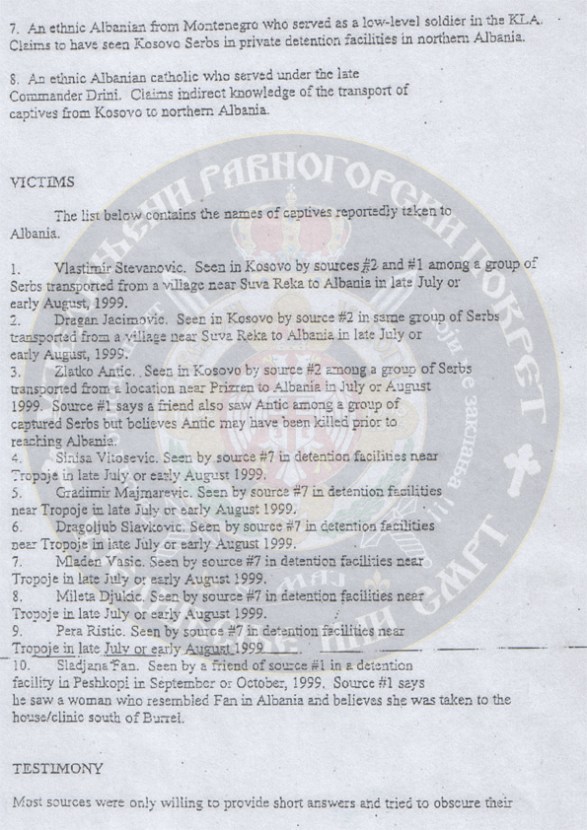 7. An ethnic Albanian from Montenegro who served as a low-level soldier in the KLA.
Claims to have seen Kosovo Serbs in private detention facilities in northern Albania.
8. An ethnic Albanian catholic who served under the late
Commander Drini. Claims indirect knowledge of the transport of
captives from Kosovo to northern Albania.
VICTIMS
The list below contains the names of captives reportedly taken to
Albania.
1. Vlastimir Stevanovic. Seen in Kosovo by sources #2 and #1 among a group of
Serbs transported from a village near Suva Reka to Albania in late July or
early August, 1999.
2. Dragan Jacimovic. Seen in Kosovo by source #2 in same group of Serbs
transported from a village near Suva Reka to Albania in late July or
early August, 1999.
3. Zlatko Antic. Seen in Kosovo by source #2 among a group of Serbs
transported from a location near Prizren to Albania in July or August
1999. Source #1 says a friend also saw Antic among a group of
captured Serbs but believes Antic may have been killed prior to
reaching Albania.
4. Sinisa Vitosevic. Seen by source #7 in detention facilities near
Tropoje in late July or early August 1999.
5. Gradimir Majmarevic. Seen by source #7 in detention facilities
near Tropoje in late July or early August 1999.
6. Dragoljub Slavkovic. Seen by source #7 in detention facilities
near Tropoje in late July or early August 1999.
7. Mladen Vasic. Seen by source #7 in detention facilities near
Tropoje in late July or early August 1999.
8. Mileta Djukic. Seen by source #7 in detention facilities near
Tropoje in late July or early August 1999.
9. Pera Ristic. Seen by source #7 in detention facilities near
Tropoje in late July or early August 1999
10. Sladjana Fan. Seen by a friend of source #1 in a detention
facility in Peshkopi in September or October, 1999. Source #1 says
he saw a woman who resembled Fan in Albania and believes she was taken to the
house/clinic south of Burrel.
TESTIMONY
Most sources were only willing to provide short answers and tried to obscure their
РАВНОГОРСКИ ПОКРЕТ
ИЛИ СМРТ